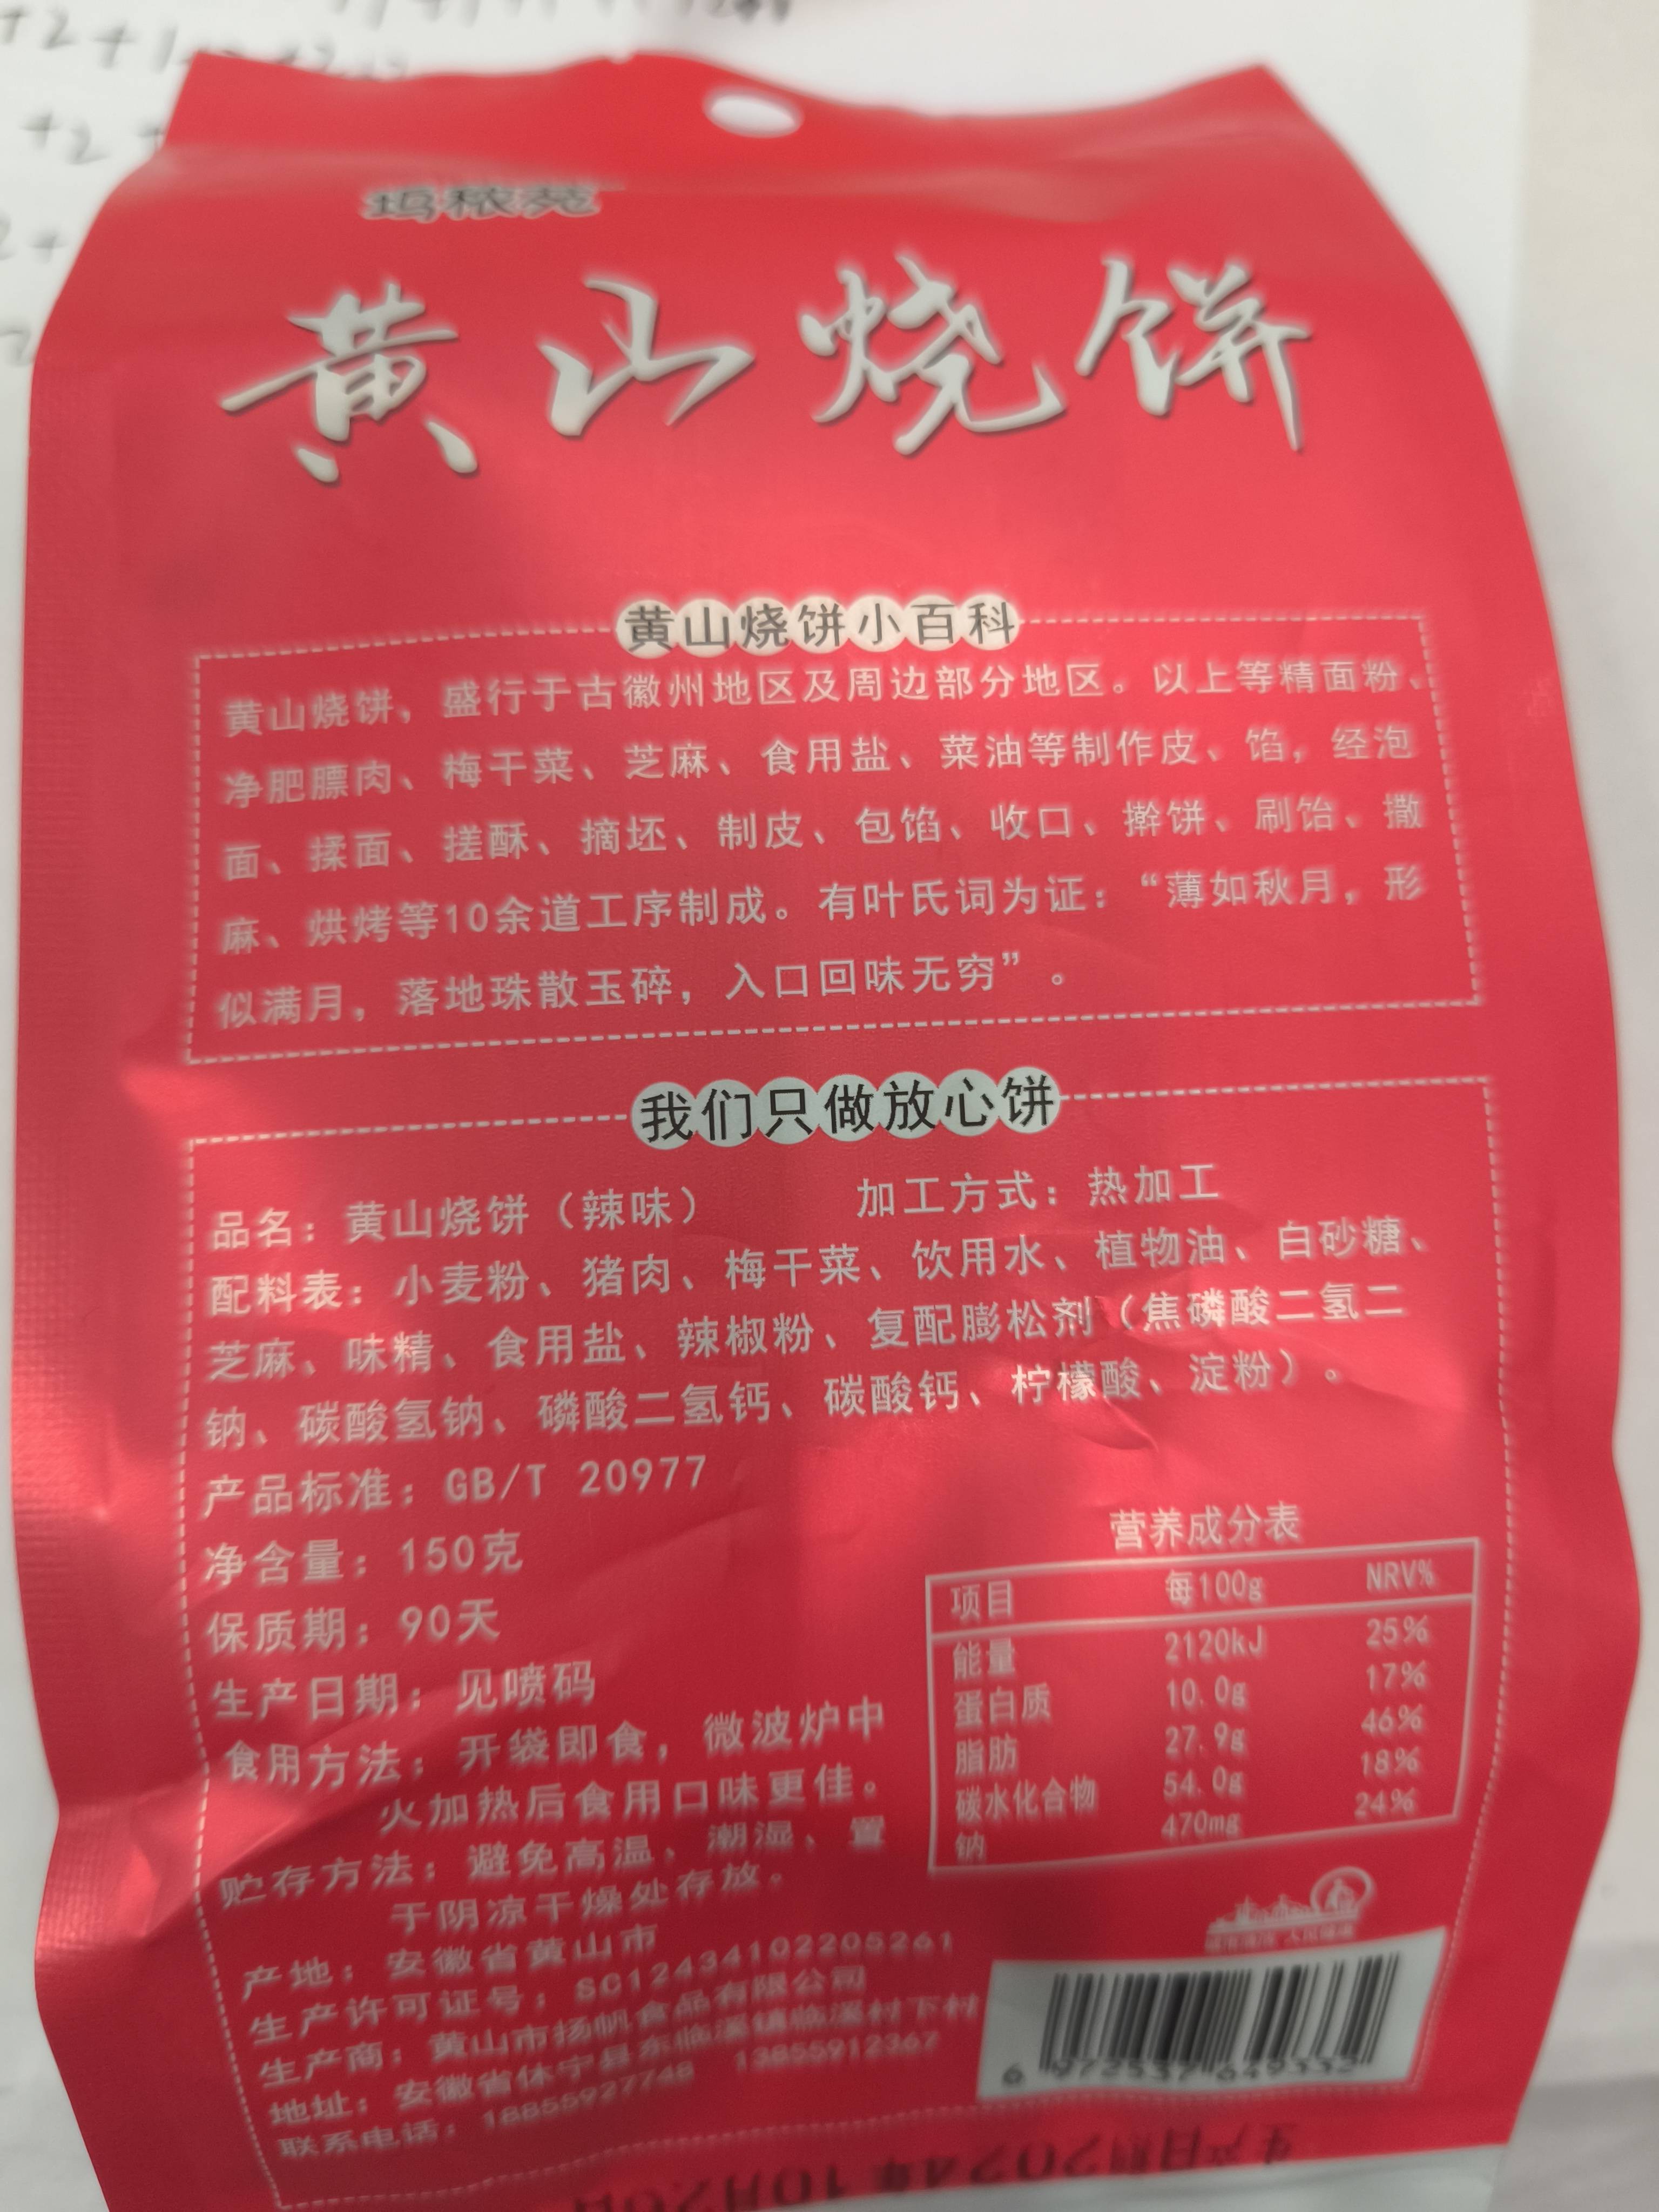 黄山烧饼
黄山烧饼小百科
黄山烧饼，盛行于古徽州地区及周边部分地区。以上等精面粉、
净肥膘肉、梅干菜、芝麻、食用盐、菜油等制作皮、馅，经泡
面、揉面、搓酥、摘坯、制皮、包馅、收口、擀饼、刷饴、撒
麻、烘烤等10余道工序制成。有叶氏词为证：“薄如秋月，形
似满月，落地珠散玉碎，入口回味无穷”。
我们只做放心饼
品名：黄山烧饼（辣味） 加工方式：热加工
配料表：小麦粉、猪肉、梅干菜、饮用水、植物油、白砂糖、
芝麻、味精、食用盐、辣椒粉、复配膨松剂（焦磷酸二氢二
钠、碳酸氢钠、磷酸二氢钙、碳酸钙、柠檬酸、淀粉）。
产品标准：GB/T 20977
净含量：150克
保质期：90天
生产日期：见喷码
食用方法：开袋即食，微波炉中
火加热后食用口味更佳。
贮存方法：避免高温、潮湿、置
于阴凉干燥处存放。
产地：安徽省黄山市
生产许可证号：SC12434102205261
生产商：黄山市扬帆食品有限公司
地址：安徽省休宁县东临溪镇临溪村下村
联系电话：18855927748 13855912367
营养成分表
项目 每100g NRV%
能量 2120kJ 25%
蛋白质 10.0g 17%
脂肪 27.9g 46%
碳水化合物 54.0g 18%
钠 470mg 24%
生产日期2024年10月26日